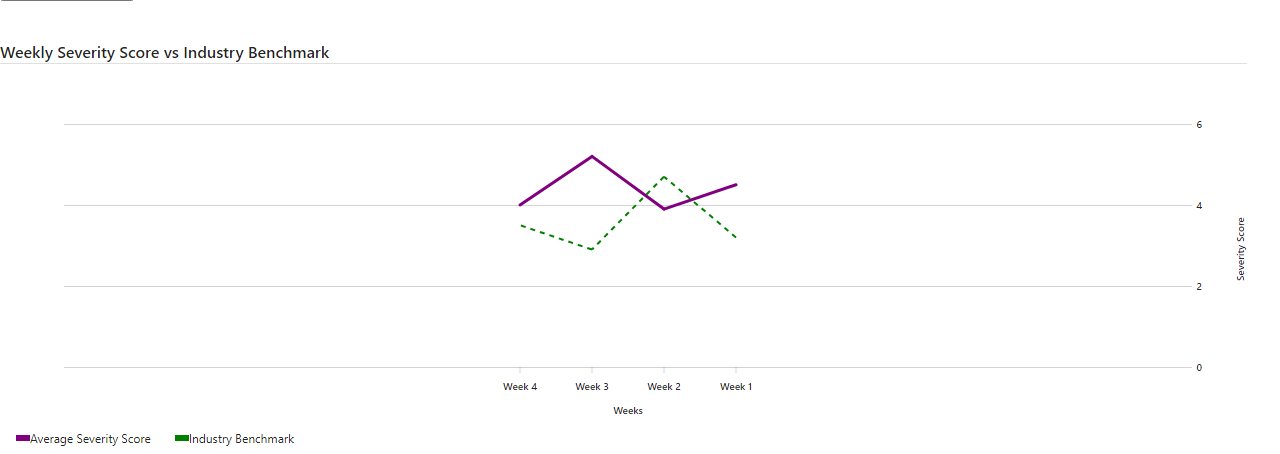 Weekly Severity Score vs Industry Benchmark
6
4
2
0
Severity Score
Week 4 Week 3 Week 2 Week 1
Weeks
Average Severity Score Industry Benchmark